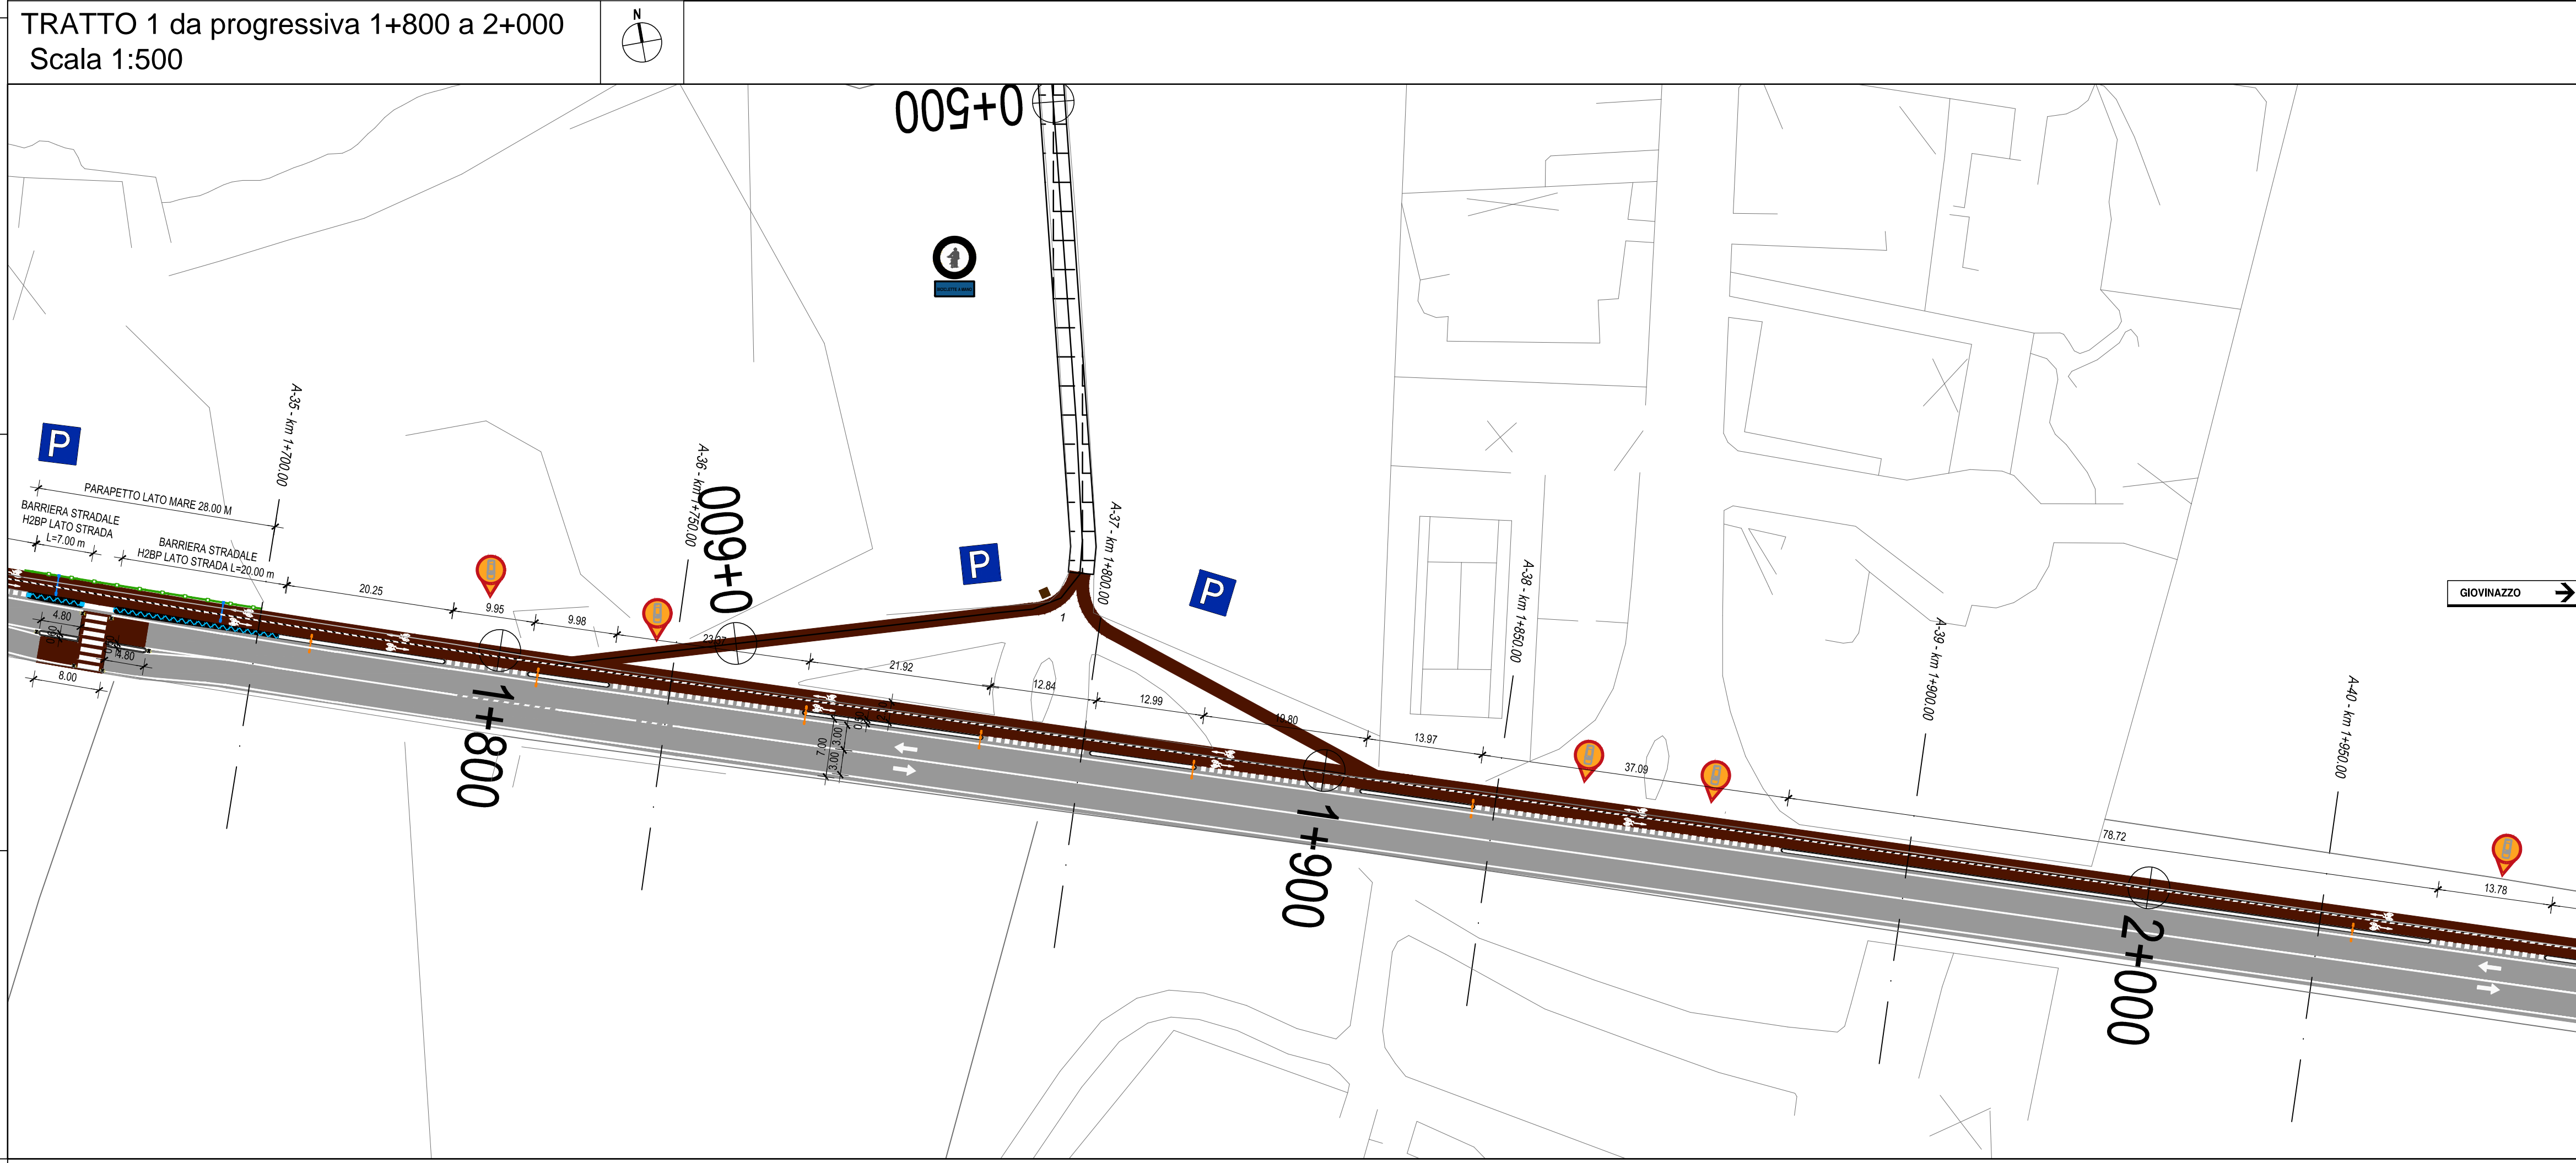 TRATTO 1 da progressiva 1+800 a 2+000
Scala 1:500
N
0+500
P
A-35 - km 1+700.00
PARAPETTO LATO MARE 28.00 M
BARRIERA STRADALE
H2BP LATO STRADA
L=7.00 m
BARRIERA STRADALE
H2BP LATO STRADA L=20.00 m
A-36 - km 1+750.00
0+600
P
P
A-37 - km 1+800.00
A-38 - km 1+850.00
A-39 - km 1+900.00
A-40 - km 1+950.00
GIOVINAZZO
20.25
9.95
9.98
23.37
21.92
12.84
12.99
19.80
13.97
37.09
78.72
13.78
1
4.80
4.80
8.00
7.00
3.00
3.00
1+800
1+900
2+000